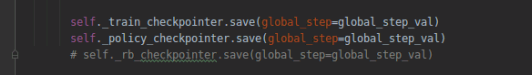 self._train_checkpointer.save(global_step=global_step_val)
self._policy_checkpointer.save(global_step=global_step_val)
# self._rb_checkpointer.save(global_step=global_step_val)